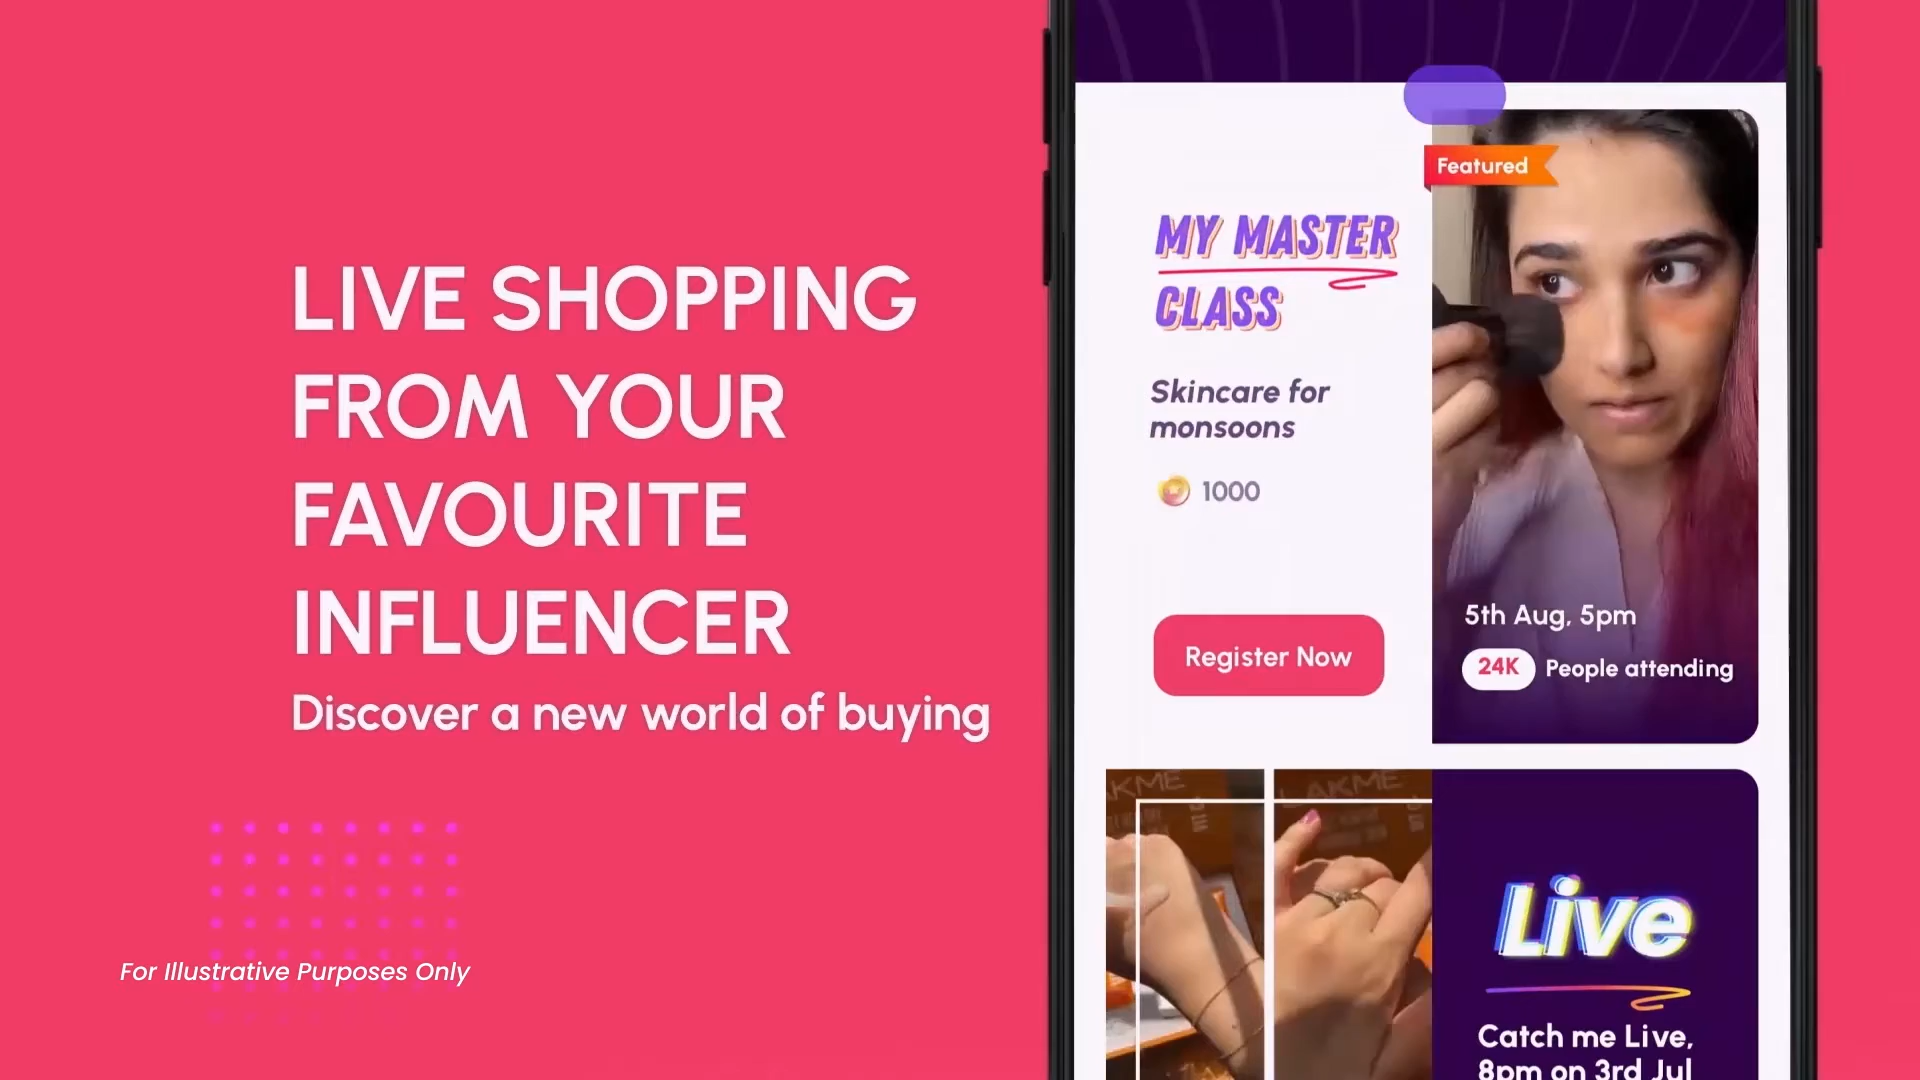 LIVE SHOPPING
FROM YOUR
FAVOURITE
INFLUENCER
Discover a new world of buying
For Illustrative Purposes Only
Featured
MY MASTER
CLASS
Skincare for
monsoons
1000
Register Now
5th Aug, 5pm
24K People attending
AKME
LAKME
Live
Catch me Live,
8pm on 3rd Jul